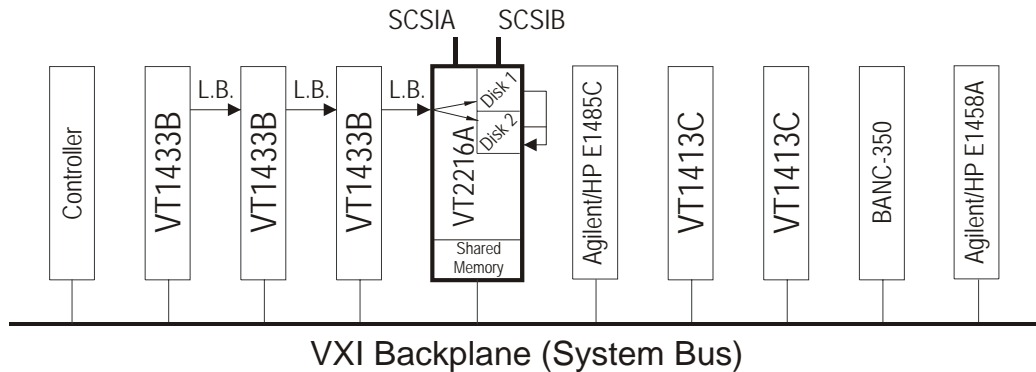 SCSIA SCSIB
L.B. L.B. L.B.
Controller
VT1433B
VT1433B
VT1433B
Disk 1
Disk 2
VT2216A
Shared
Memory
Agilent/HP E1485C
VT1413C
VT1413C
BANC-350
Agilent/HP E1458A
VXI Backplane (System Bus)